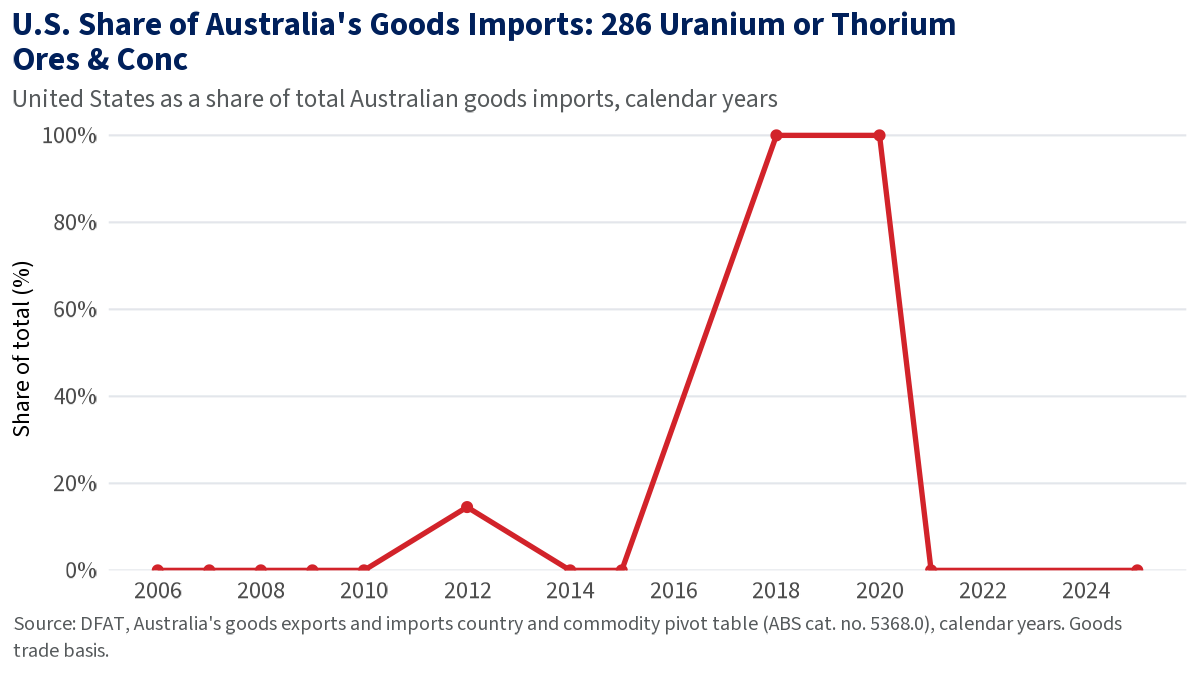 U.S. Share of Australia's Goods Imports: 286 Uranium or Thorium
Ores & Conc
United States as a share of total Australian goods imports, calendar years
Share of total (%)
100%
80%
60%
40%
20%
0%
2006 2008 2010 2012 2014 2016 2018 2020 2022 2024
Source: DFAT, Australia's goods exports and imports country and commodity pivot table (ABS cat. no. 5368.0), calendar years. Goods
trade basis.